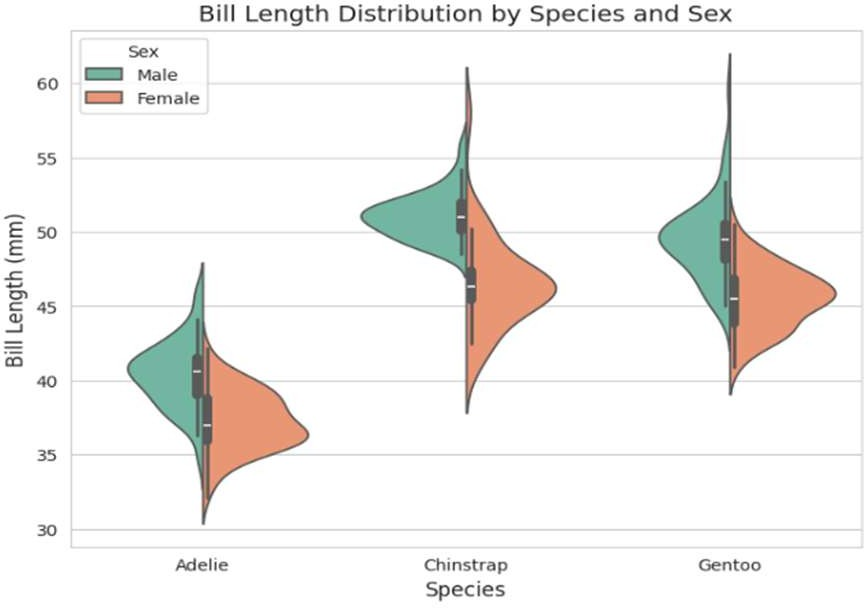 Bill Length Distribution by Species and Sex
Sex
Male
Female
Bill Length (mm)
60
55
50
45
40
35
30
Adelie Chinstrap Gentoo
Species